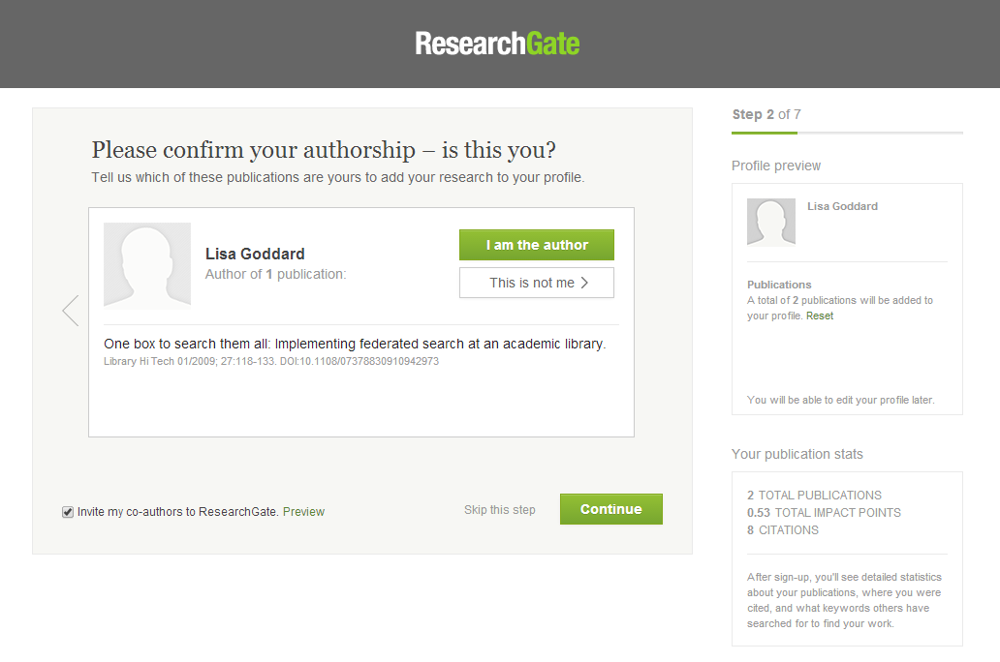 ResearchGate
Please confirm your authorship – is this you?
Tell us which of these publications are yours to add your research to your profile.
Lisa Goddard
Author of 1 publication:
I am the author
This is not me
One box to search them all: Implementing federated search at an academic library.
Library Hi Tech 01/2009; 27:118-133. DOI:10.1108/07378830910942973
Invite my co-authors to ResearchGate. Preview
Skip this step
Continue
Step 2 of 7
Profile preview
Lisa Goddard
Publications
A total of 2 publications will be added to
your profile. Reset
You will be able to edit your profile later.
Your publication stats
2 TOTAL PUBLICATIONS
0.53 TOTAL IMPACT POINTS
8 CITATIONS
After sign-up, you'll see detailed statistics
about your publications, where you were
cited, and what keywords others have
searched for to find your work.